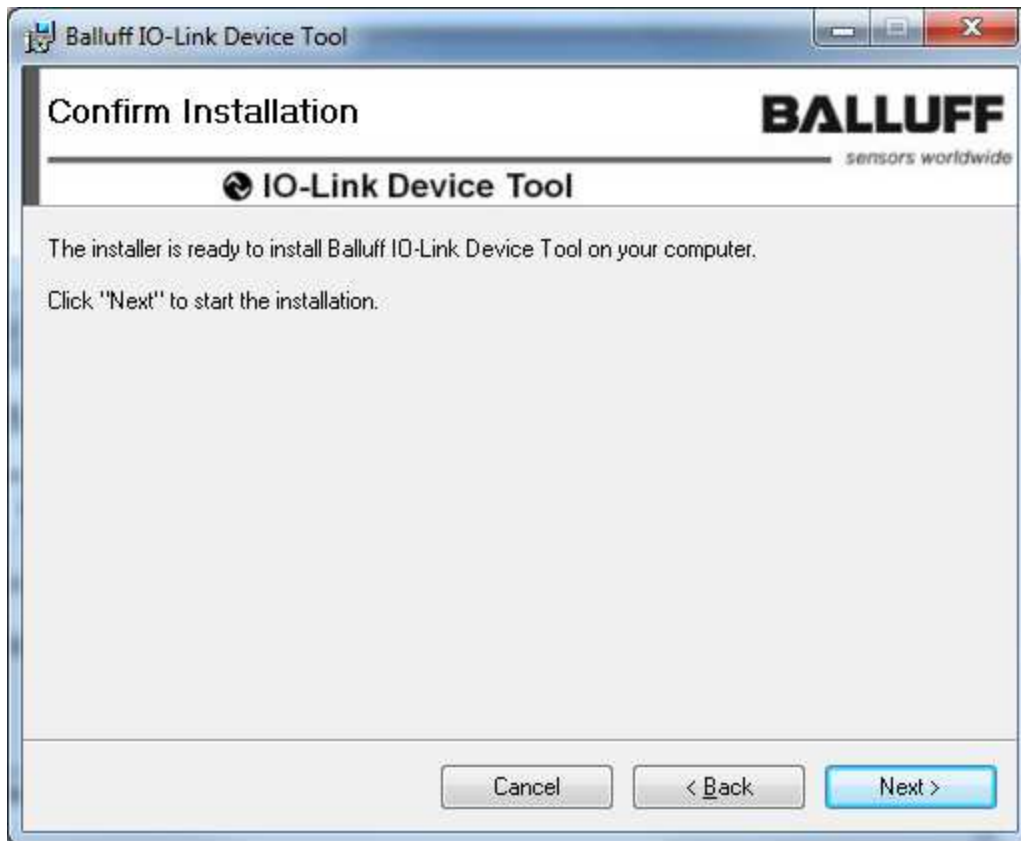 Balluff IO-Link Device Tool
Confirm Installation
BALLUFF
sensors worldwide
IO-Link Device Tool
The installer is ready to install Balluff IO-Link Device Tool on your computer.
Click "Next" to start the installation.
Cancel
< Back
Next >